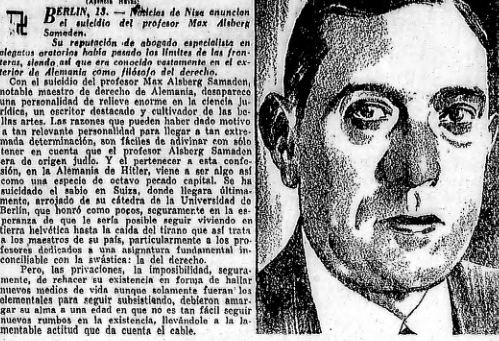 (Agencia Havas)
BERLIN, 13. — Noticias de Niza anuncian
el suicidio del profesor Max Alsberg
Samaden.
Su reputación de abogado especialista en
alegatos oratorios había pasado los límites de las fron-
teras, siendo así que era conocido vastamente en el ex-
terior de Alemania como filósofo del derecho.
Con el suicidio del profesor Max Alsberg Samaden,
notable maestro de derecho de Alemania, desaparece
una personalidad de relieve enorme en la ciencia ju-
rídica, un escritor destacado y cultivador de las be-
llas artes. Las razones que pueden haber dado motivo
a tan relevante personalidad para llegar a tan extre-
mada determinación, son fáciles de adivinar con sólo
tener en cuenta que el profesor Alsberg Samaden
era de origen judío. Y el pertenecer a esta confe-
sión, en la Alemania de Hitler, viene a ser algo así
como una especie de octavo pecado capital. Se ha
suicidado el sabio en Suiza, donde llegara última-
mente, arrojado de su cátedra de la Universidad de
Berlín, que honró como pocos, seguramente en la es-
peranza de que le sería posible seguir viviendo en
tierra helvética hasta la caída del tirano que así trata
a los maestros de su país, particularmente a los pro-
fesores dedicados a una asignatura fundamental in-
conciliable con la swástica: la del derecho.
Pero, las privaciones, la imposibilidad, segura-
mente, de rehacer su existencia en forma de hallar
nuevos medios de vida aunque solamente fueran los
elementales para seguir subsistiendo, debieron amar-
gar su alma a una edad en que no es tan fácil seguir
nuevos rumbos en la existencia, llevándole a la la-
mentable actitud que da cuenta el cable.